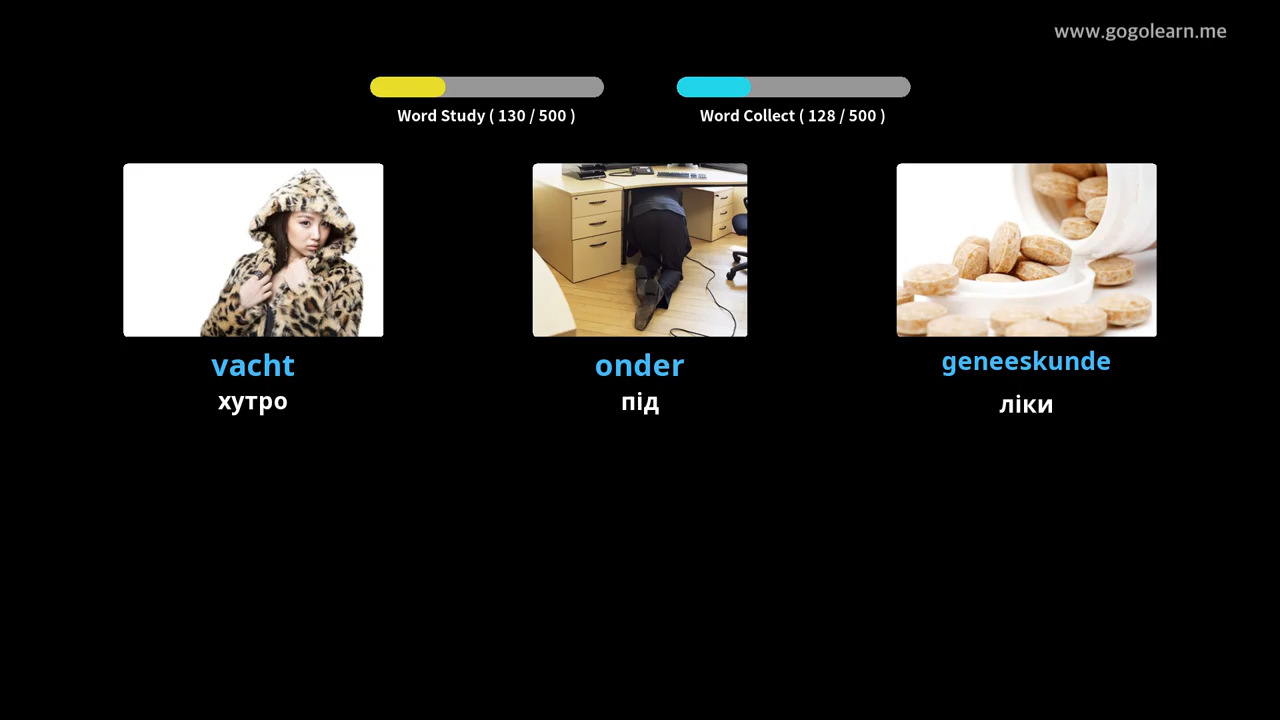 www.gogolearn.me
Word Study ( 130 / 500 )
Word Collect ( 128 / 500 )
vacht
хутро
onder
під
geneeskunde
ліки